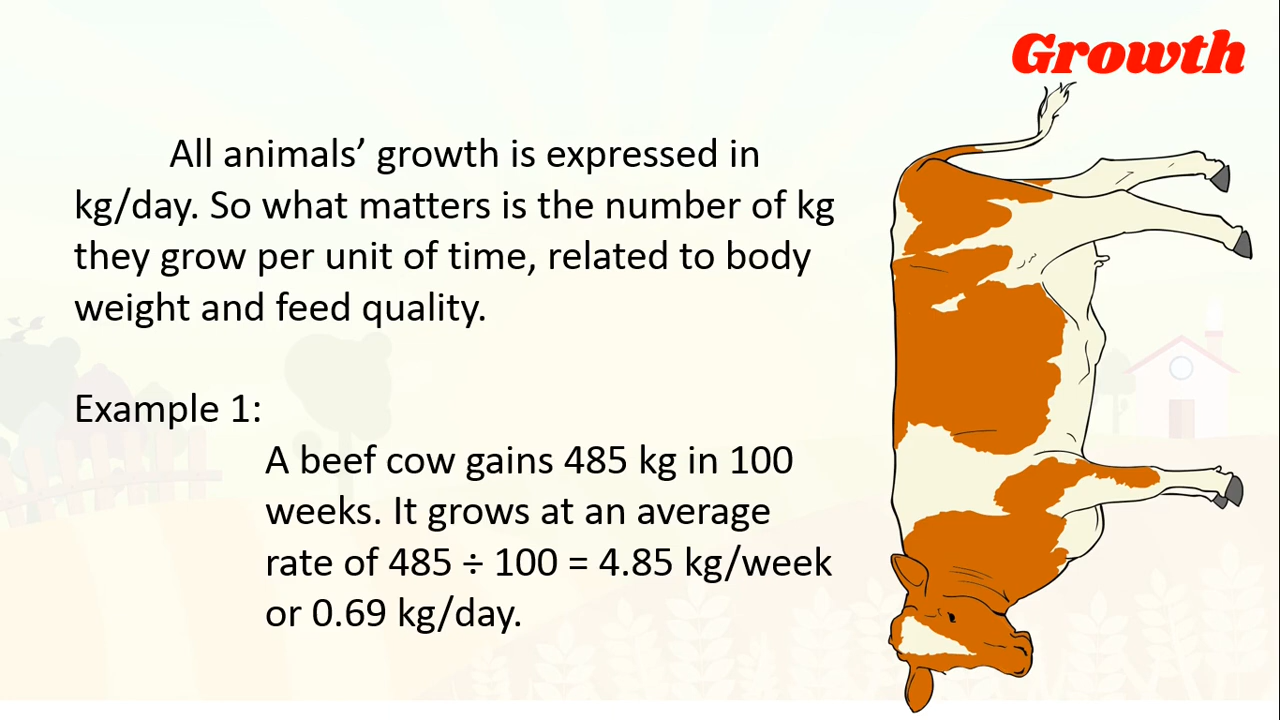 Growth
All animals’ growth is expressed in
kg/day. So what matters is the number of kg
they grow per unit of time, related to body
weight and feed quality.
Example 1:
A beef cow gains 485 kg in 100
weeks. It grows at an average
rate of 485 ÷ 100 = 4.85 kg/week
or 0.69 kg/day.